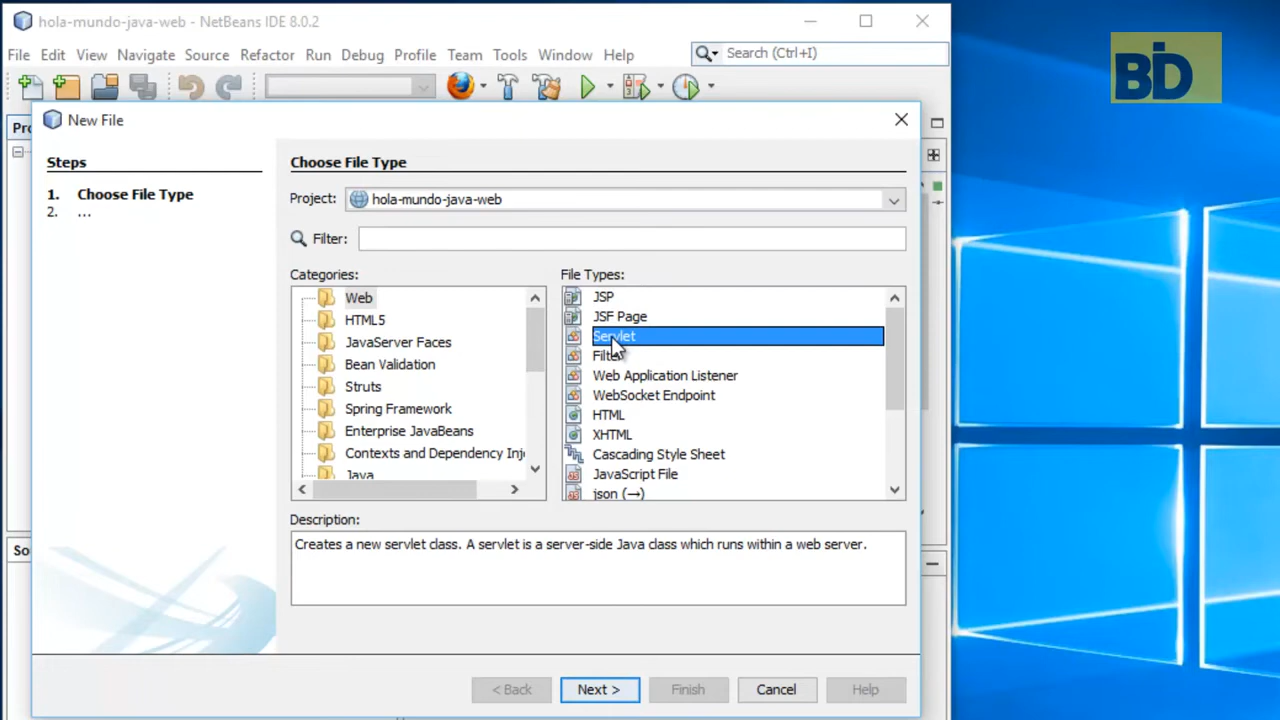 hola-mundo-java-web - NetBeans IDE 8.0.2
File Edit View Navigate Source Refactor Run Debug Profile Team Tools Window Help
Search (Ctrl+I)
BD
New File
Steps
1. Choose File Type
2. ...
Choose File Type
Project: hola-mundo-java-web
Filter:
Categories:
Web
HTML5
JavaServer Faces
Bean Validation
Struts
Spring Framework
Enterprise JavaBeans
Contexts and Dependency Inj
Java
File Types:
JSP
JSF Page
Servlet
Filter
Web Application Listener
WebSocket Endpoint
HTML
XHTML
Cascading Style Sheet
JavaScript File
json (→)
Description:
Creates a new servlet class. A servlet is a server-side Java class which runs within a web server.
< Back
Next >
Finish
Cancel
Help